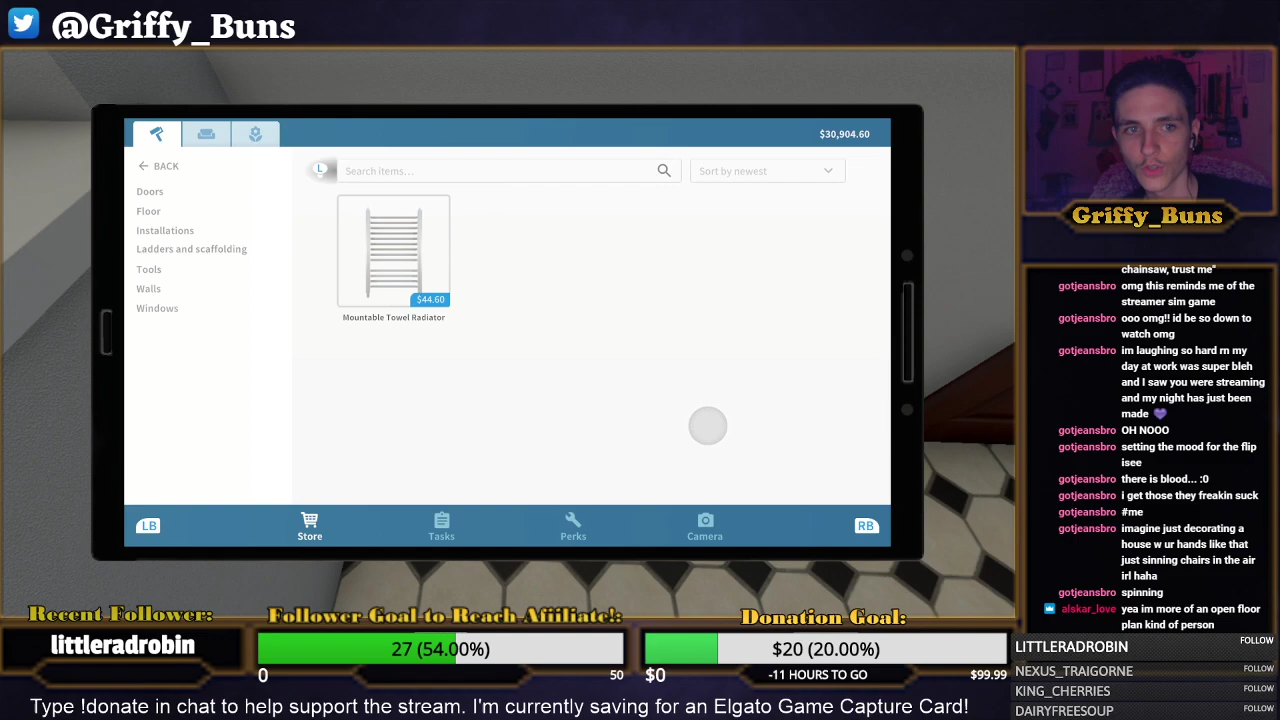 @Griffy_Buns
$30,904.60
BACK
Doors
Floor
Installations
Ladders and scaffolding
Tools
Walls
Windows
L
Search items...
Sort by newest
$44.60
Mountable Towel Radiator
LB
Store
Tasks
Perks
Camera
RB
Griffy_Buns
chainsaw, trust me"
gotjeansbro omg this reminds me of the
streamer sim game
gotjeansbro ooo omg!! id be so down to
watch omg
gotjeansbro im laughing so hard rn my
day at work was super bleh
and I saw you were streaming
and my night has just been
made 💜
gotjeansbro OH NOOO
gotjeansbro setting the mood for the flip
isee
gotjeansbro there is blood... :0
gotjeansbro i get those they freakin suck
gotjeansbro #me
gotjeansbro imagine just decorating a
house w ur hands like that
just sinning chairs in the air
irl haha
gotjeansbro spinning
alskar_love yea im more of an open floor
plan kind of person
Recent Follower:
littleradrobin
Follower Goal to Reach Affiliate!:
27 (54.00%)
0
50
Donation Goal:
$20 (20.00%)
$0
-11 HOURS TO GO
$99.99
LITTLERADROBIN FOLLOW
NEXUS_TRAIGORNE FOLLOW
KING_CHERRIES FOLLOW
DAIRYFREESOUP FOLLOW
Type !donate in chat to help support the stream. I'm currently saving for an Elgato Game Capture Card!